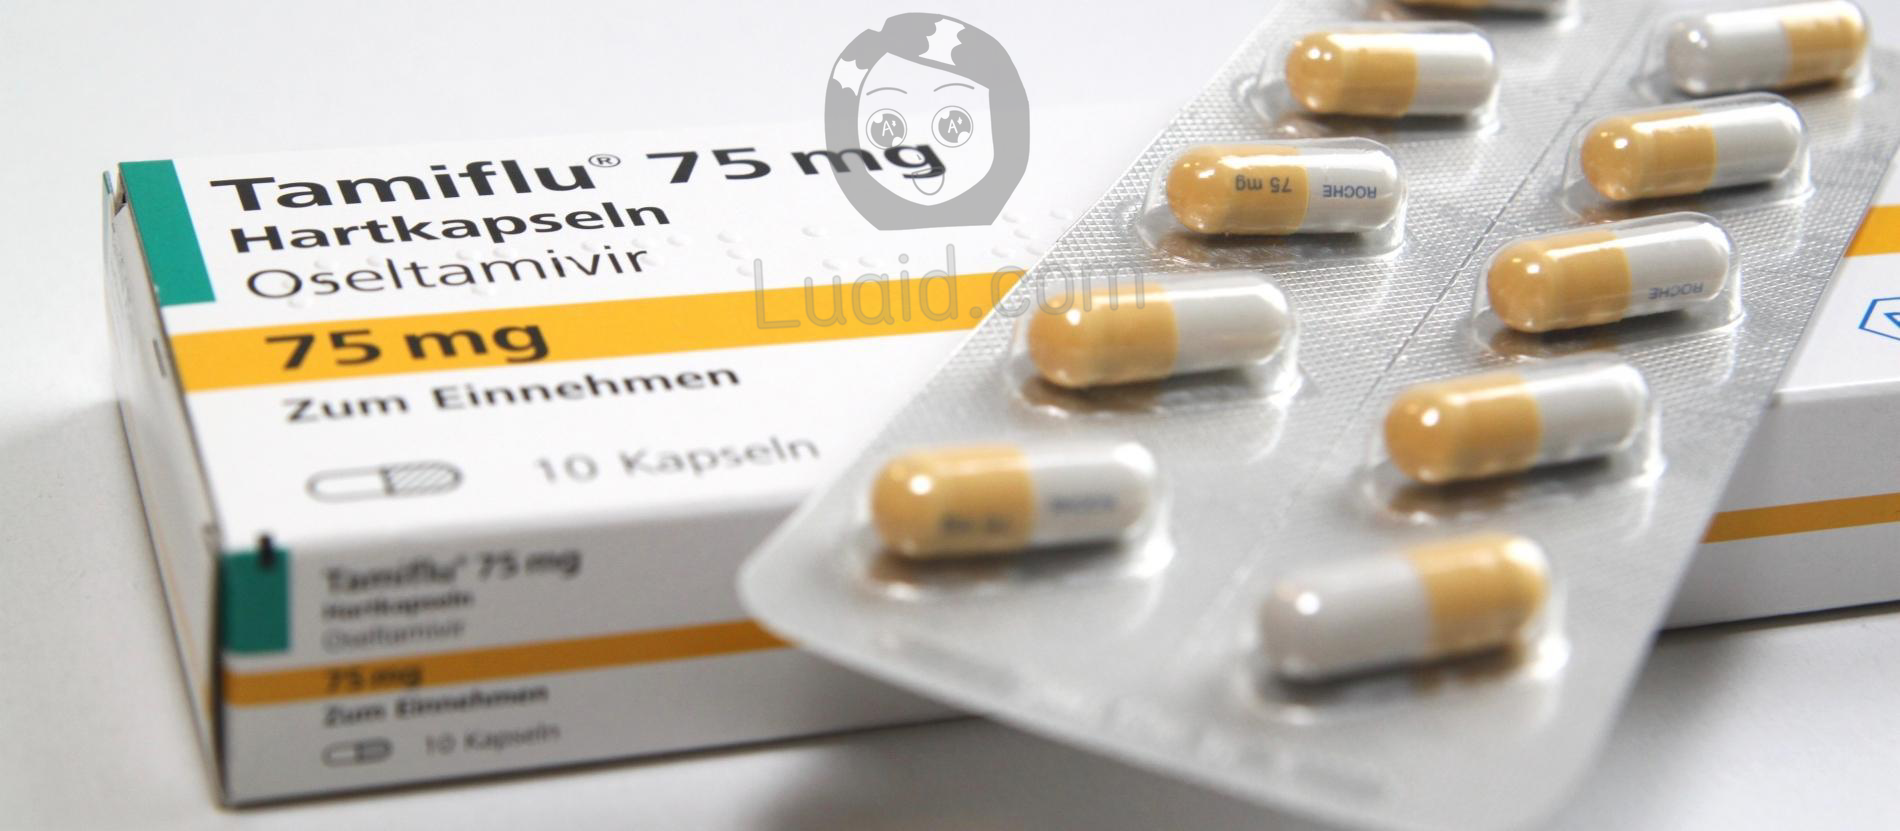 Tamiflu® 75 mg
Hartkapseln
Oseltamivir
75 mg
Zum Einnehmen
10 Kapseln
Tamiflu® 75 mg
Hartkapseln
Oseltamivir
75 mg
Zum Einnehmen
10 Kapseln
Luaid.com
A+ A+
75 mg ROCHE
ROCHE